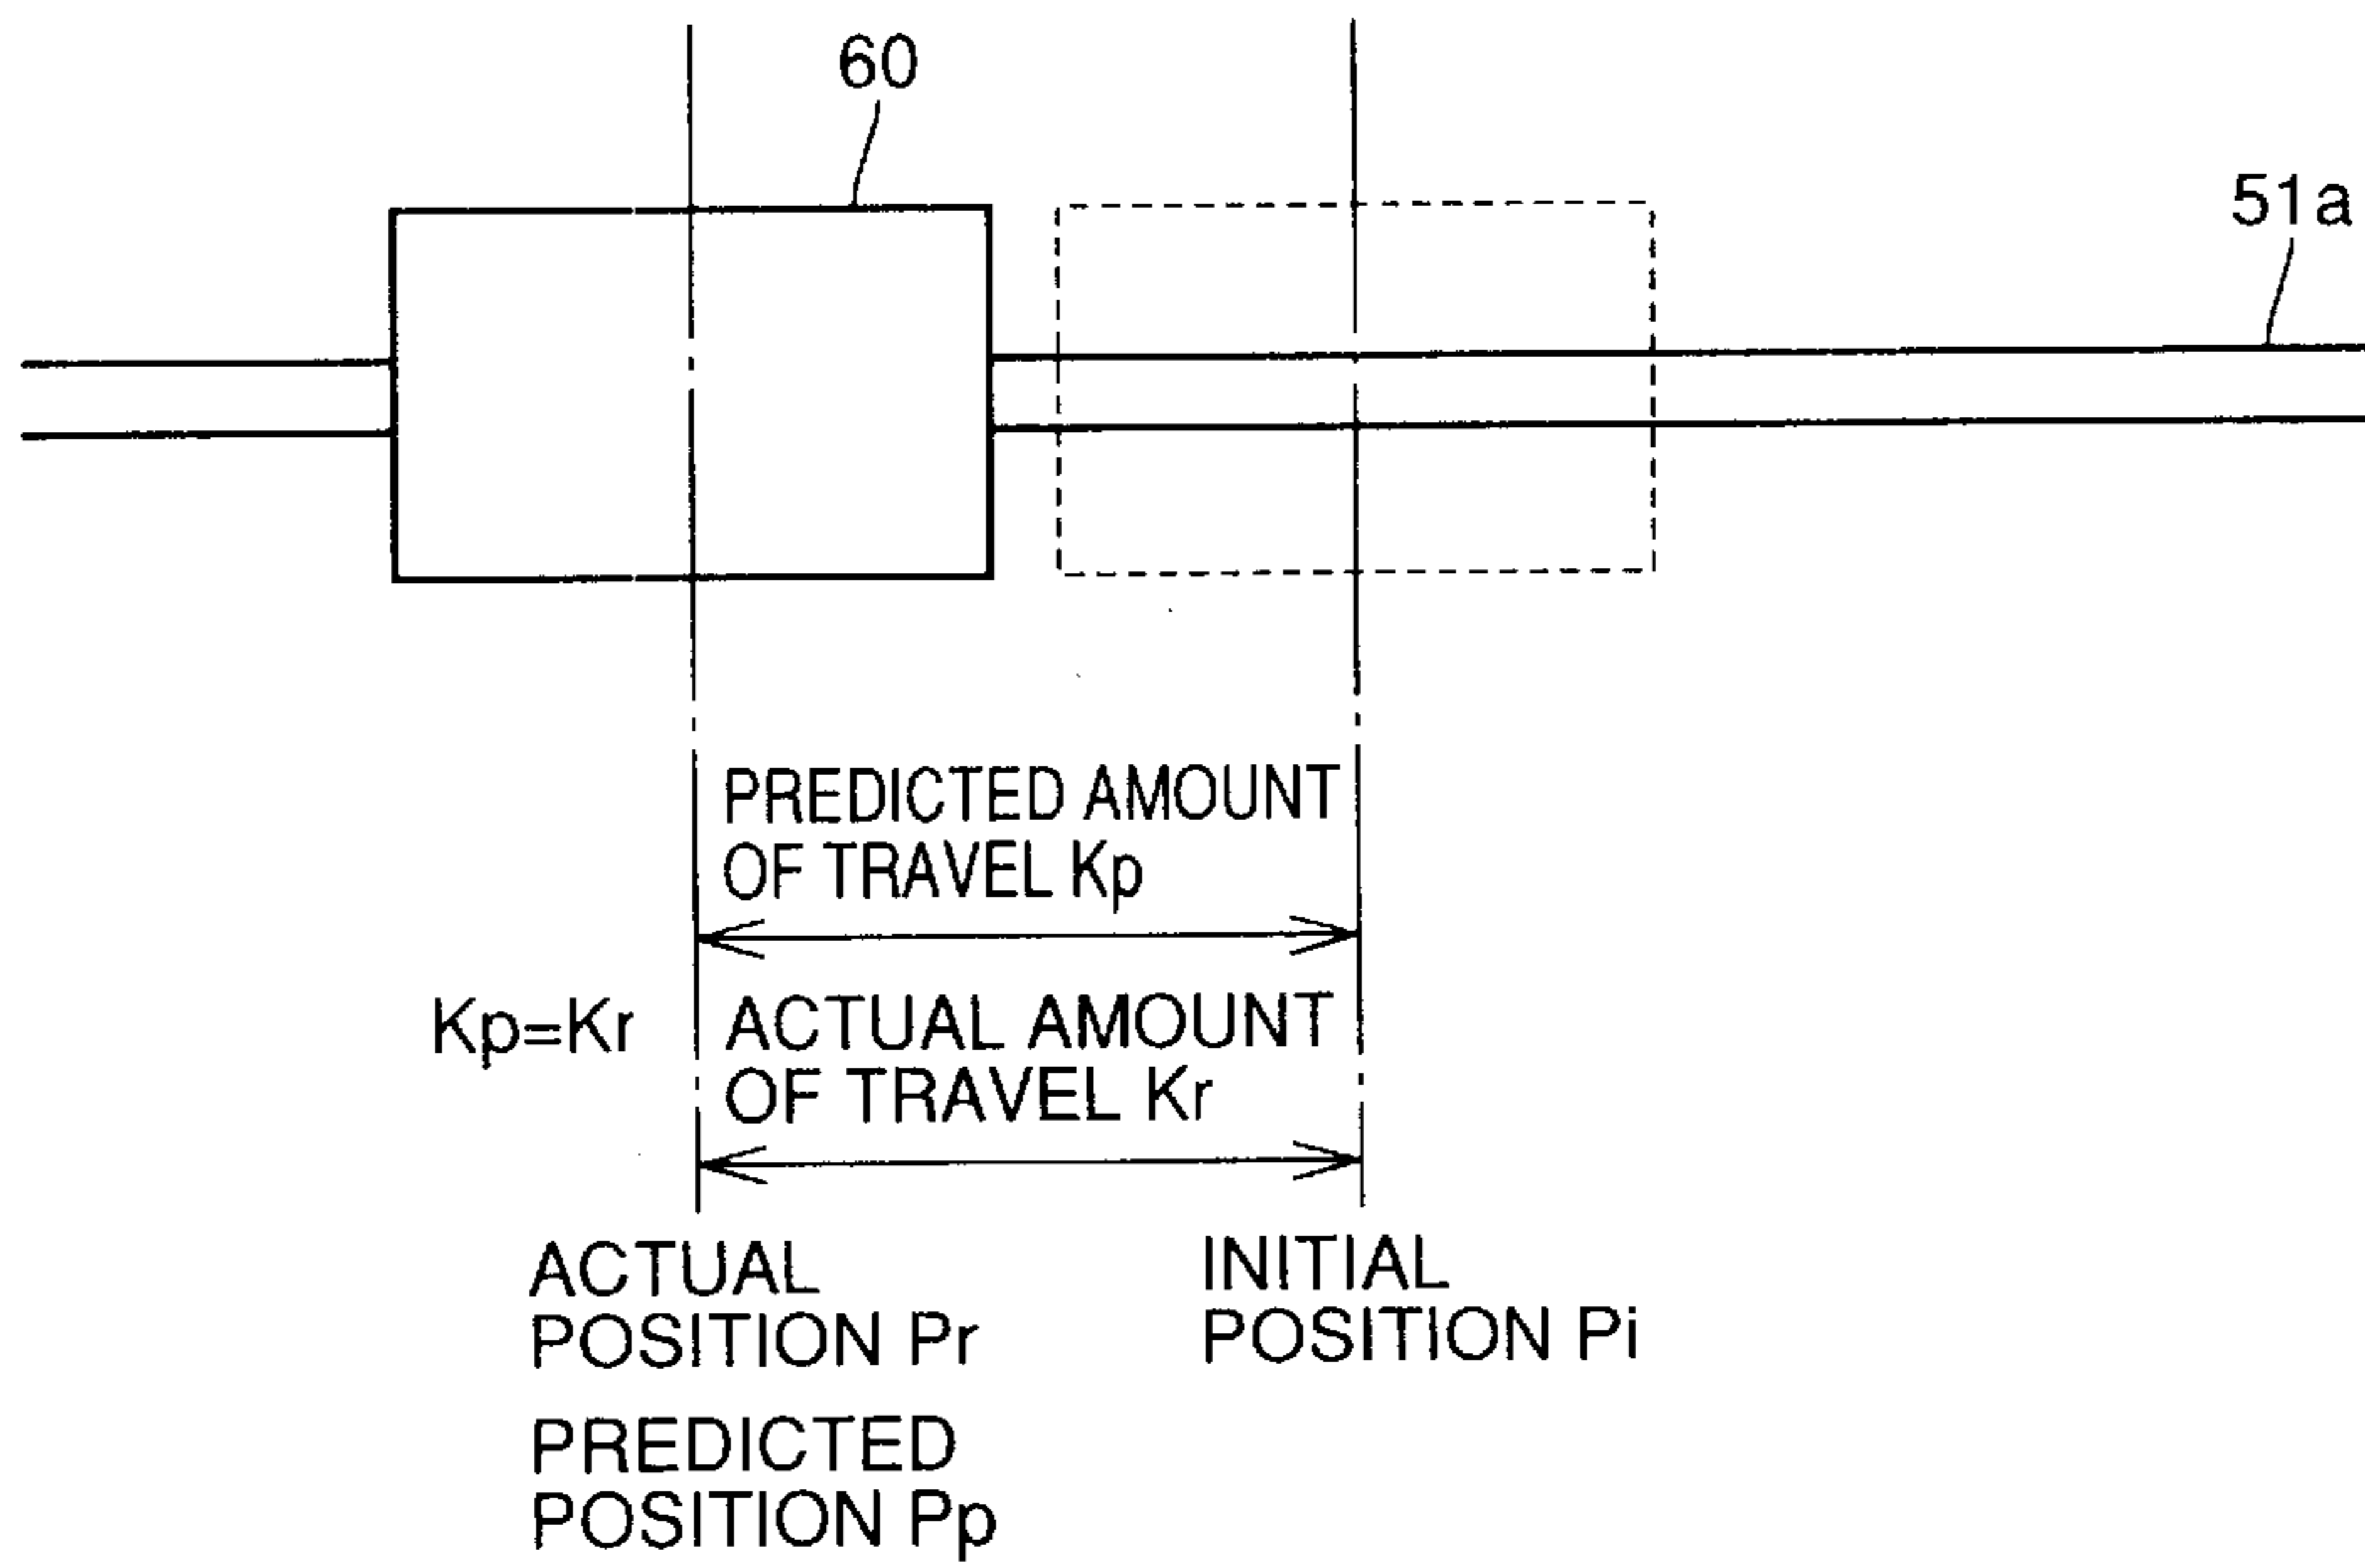 60
51a
PREDICTED AMOUNT
OF TRAVEL Kp
Kp=Kr
ACTUAL AMOUNT
OF TRAVEL Kr
ACTUAL
POSITION Pr
INITIAL
POSITION Pi
PREDICTED
POSITION Pp